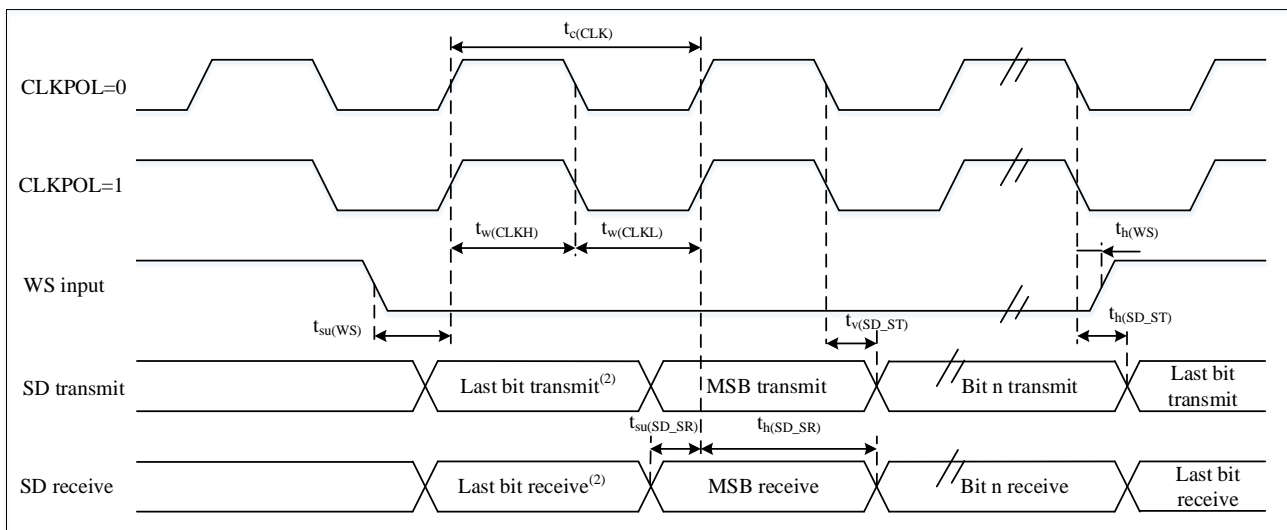 t_c(CLK)
CLKPOL=0
CLKPOL=1
t_w(CLKH)
t_w(CLKL)
t_h(WS)
WS input
t_su(WS)
t_v(SD_ST)
t_h(SD_ST)
SD transmit
Last bit transmit(2)
MSB transmit
Bit n transmit
Last bit
transmit
t_su(SD_SR)
t_h(SD_SR)
SD receive
Last bit receive(2)
MSB receive
Bit n receive
Last bit
receive